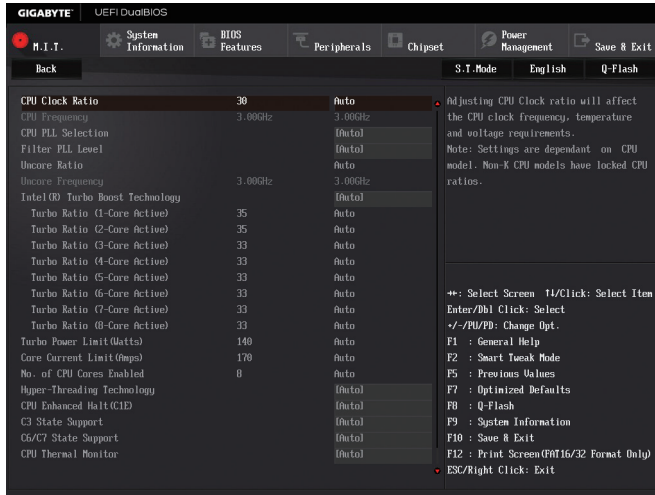 GIGABYTE™ UEFI DualBIOS
M.I.T. System Information BIOS Features Peripherals Chipset Power Management Save & Exit
Back S.T.Mode English Q-Flash
CPU Clock Ratio 30 Auto
CPU Frequency 3.00GHz 3.00GHz
CPU PLL Selection [Auto]
Filter PLL Level [Auto]
Uncore Ratio Auto
Uncore Frequency 3.00GHz 3.00GHz
Intel(R) Turbo Boost Technology [Auto]
Turbo Ratio (1-Core Active) 35 Auto
Turbo Ratio (2-Core Active) 35 Auto
Turbo Ratio (3-Core Active) 33 Auto
Turbo Ratio (4-Core Active) 33 Auto
Turbo Ratio (5-Core Active) 33 Auto
Turbo Ratio (6-Core Active) 33 Auto
Turbo Ratio (7-Core Active) 33 Auto
Turbo Ratio (8-Core Active) 33 Auto
Turbo Power Limit(Watts) 140 Auto
Core Current Limit(Amps) 170 Auto
No. of CPU Cores Enabled 8 Auto
Hyper-Threading Technology [Auto]
CPU Enhanced Halt(C1E) [Auto]
C3 State Support [Auto]
C6/C7 State Support [Auto]
CPU Thermal Monitor [Auto]
Adjusting CPU Clock ratio will affect
the CPU clock frequency, temperature
and voltage requirements.
Note: Settings are dependant on CPU
model. Non-K CPU models have locked CPU
ratios.
→←: Select Screen ↑↓/Click: Select Item
Enter/Dbl Click: Select
+/-/PU/PD: Change Opt.
F1 : General Help
F2 : Smart Tweak Mode
F5 : Previous Values
F7 : Optimized Defaults
F8 : Q-Flash
F9 : System Information
F10 : Save & Exit
F12 : Print Screen(FAT16/32 Format Only)
ESC/Right Click: Exit